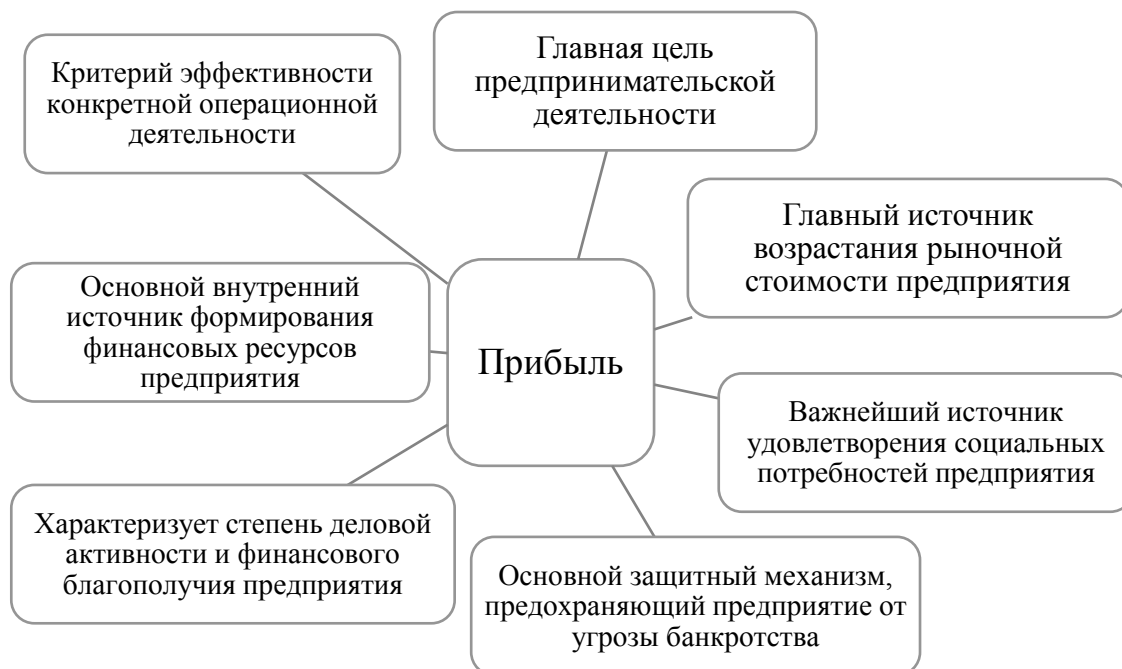 Критерий эффективности
конкретной операционной
деятельности
Главная цель
предпринимательской
деятельности
Главный источник
возрастания рыночной
стоимости предприятия
Основной внутренний
источник формирования
финансовых ресурсов
предприятия
Прибыль
Важнейший источник
удовлетворения социальных
потребностей предприятия
Характеризует степень деловой
активности и финансового
благополучия предприятия
Основной защитный механизм,
предохраняющий предприятие от
угрозы банкротства